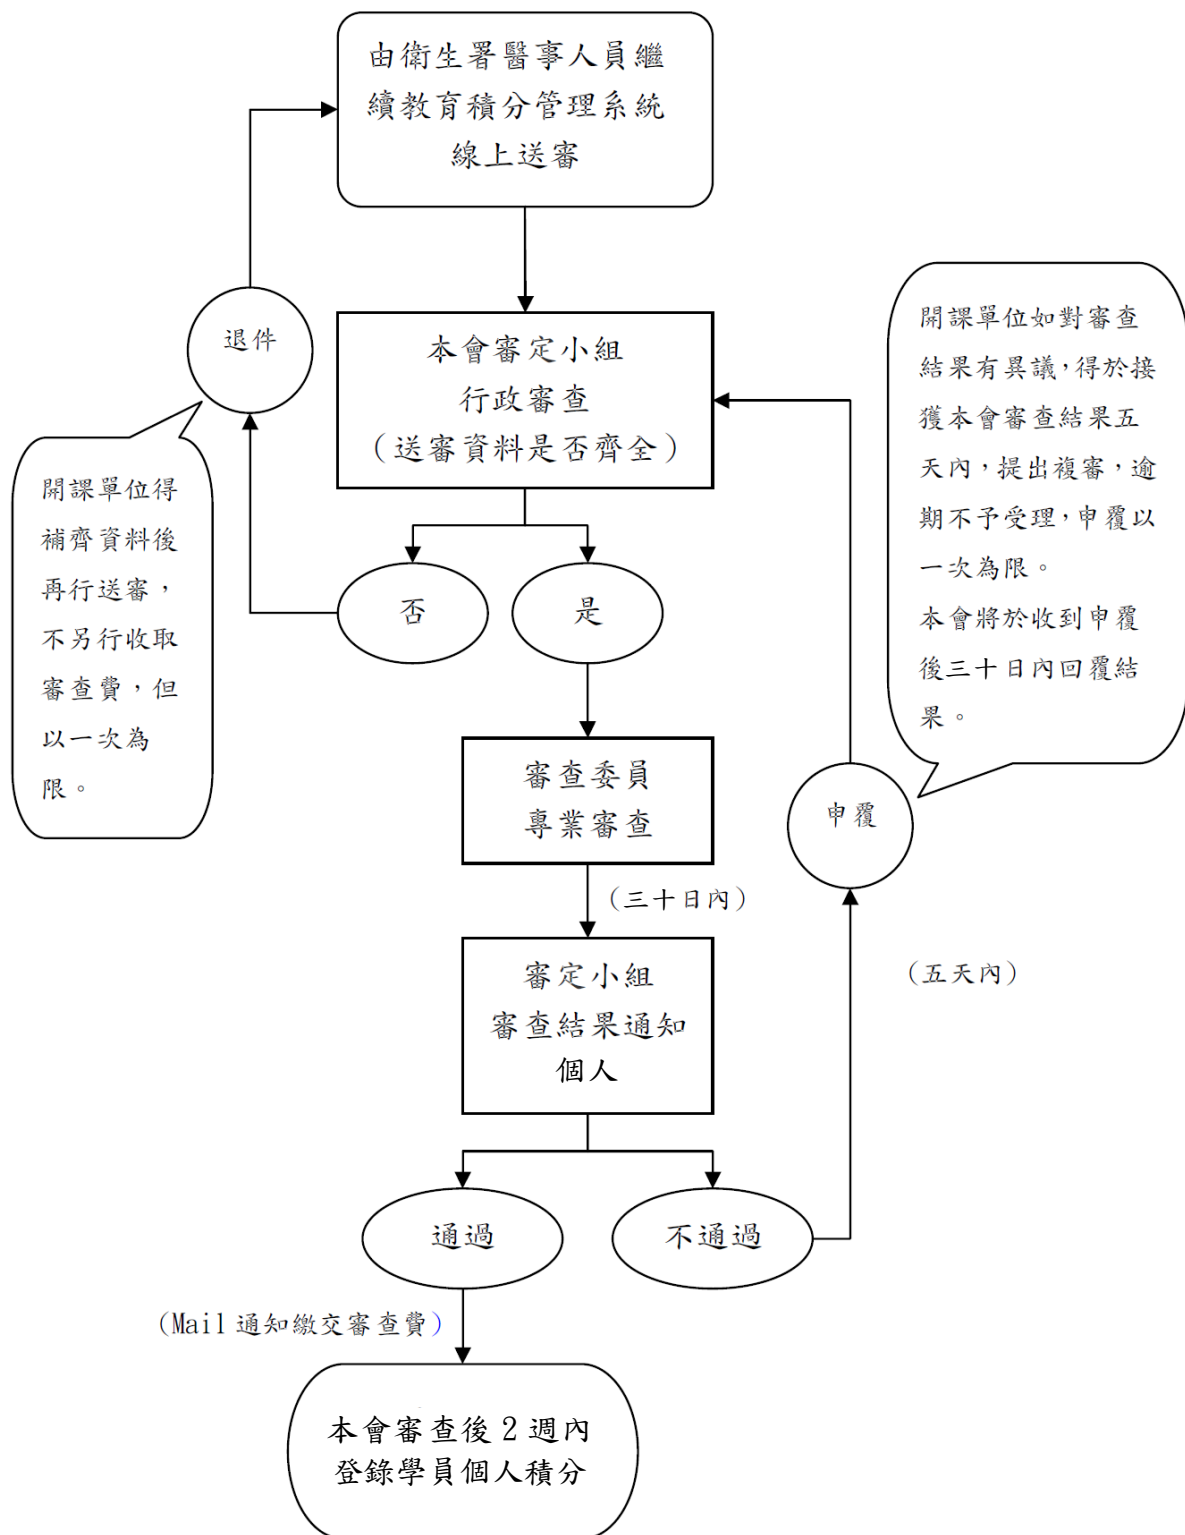 由衛生署醫事人員繼
續教育積分管理系統
線上送審
退件
本會審定小組
行政審查
（送審資料是否齊全）
開課單位如對審查
結果有異議，得於接
獲本會審查結果五
天內，提出複審，逾
期不予受理，申覆以
一次為限。
本會將於收到申覆
後三十日內回覆結
果。
開課單位得
補齊資料後
再行送審，
不另行收取
審查費，但
以一次為
限。
否
是
審查委員
專業審查
申覆
（三十日內）
審定小組
審查結果通知
個人
（五天內）
通過
不通過
（Mail 通知繳交審查費）
本會審查後 2 週內
登錄學員個人積分